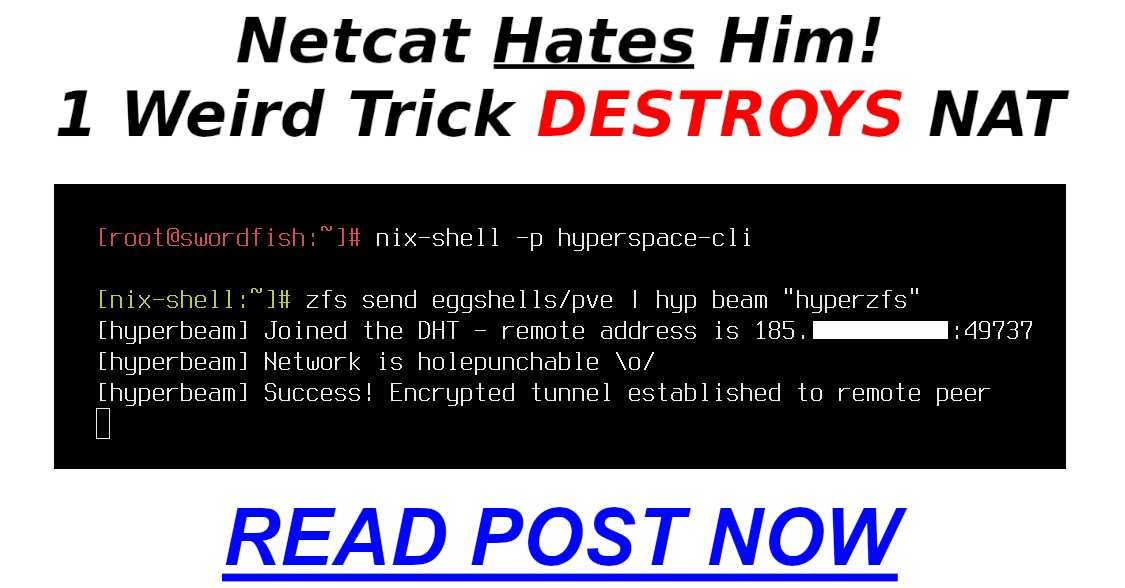 Netcat Hates Him!
1 Weird Trick DESTROYS NAT
[root@swordfish:~]# nix-shell -p hyperspace-cli
[nix-shell:~]# zfs send eggshells/pve | hyp beam "hyperzfs"
[hyperbeam] Joined the DHT - remote address is 185. :49737
[hyperbeam] Network is holepunchable \o/
[hyperbeam] Success! Encrypted tunnel established to remote peer
READ POST NOW